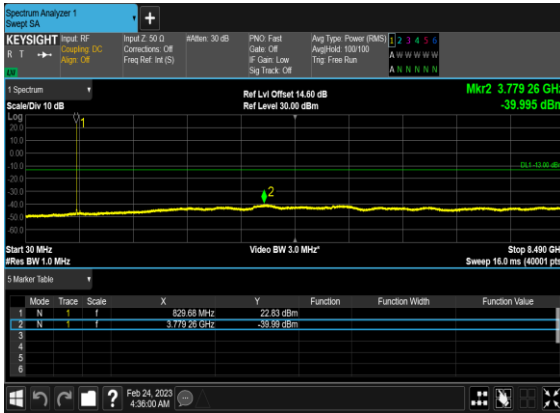 Spectrum Analyzer 1
Swept SA
+
KEYSIGHT
R T
Input: RF
Coupling: DC
Align: Off
Input Z: 50 Ω
Corrections: Off
Freq Ref: Int (S)
#Atten: 30 dB
PNO: Fast
Gate: Off
IF Gain: Low
Sig Track: Off
Avg Type: Power (RMS)
Avg|Hold: 100/100
Trig: Free Run
1 2 3 4 5 6
A W W W W W
A N N N N N
1 Spectrum
Scale/Div 10 dB
Ref Lvl Offset 14.60 dB
Ref Level 30.00 dBm
Mkr2 3.779 26 GHz
-39.995 dBm
Log
20.0
10.0
0.00
-10.0
-20.0
-30.0
-40.0
-50.0
-60.0
1
2
DL1 -13.00 dBm
Start 30 MHz
#Res BW 1.0 MHz
Video BW 3.0 MHz*
Stop 8.490 GH
Sweep 16.0 ms (40001 pts
5 Marker Table
Mode Trace Scale X Y Function Function Width Function Value
1 N 1 f 829.68 MHz 22.83 dBm
2 N 1 f 3.779 26 GHz -39.99 dBm
3
4
5
6
?
Feb 24, 2023
4:36:00 AM